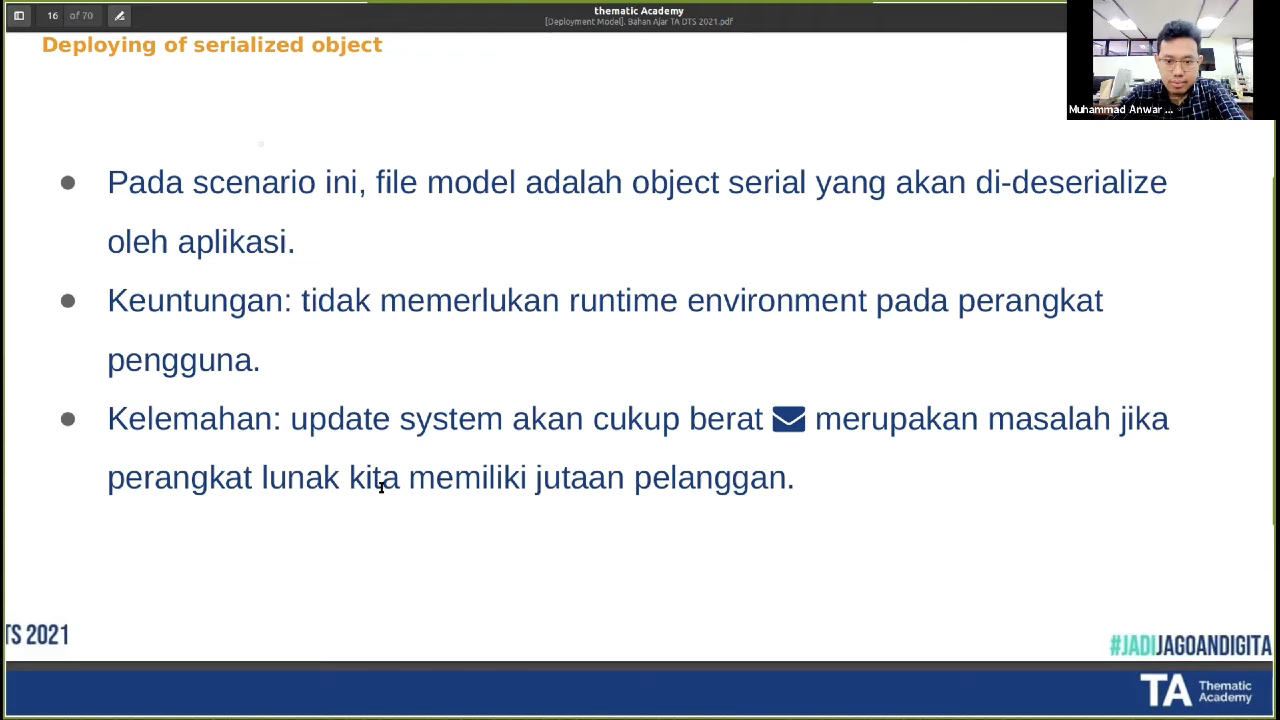 16 of 70
thematic Academy
[Deployment Model]. Bahan Ajar TA DTS 2021.pdf
Deploying of serialized object
Muhammad Anwar ...
Pada scenario ini, file model adalah object serial yang akan di-deserialize
oleh aplikasi.
Keuntungan: tidak memerlukan runtime environment pada perangkat
pengguna.
Kelemahan: update system akan cukup berat merupakan masalah jika
perangkat lunak kita memiliki jutaan pelanggan.
TS 2021
#JADIJAGOANDIGITA
TA Thematic
Academy